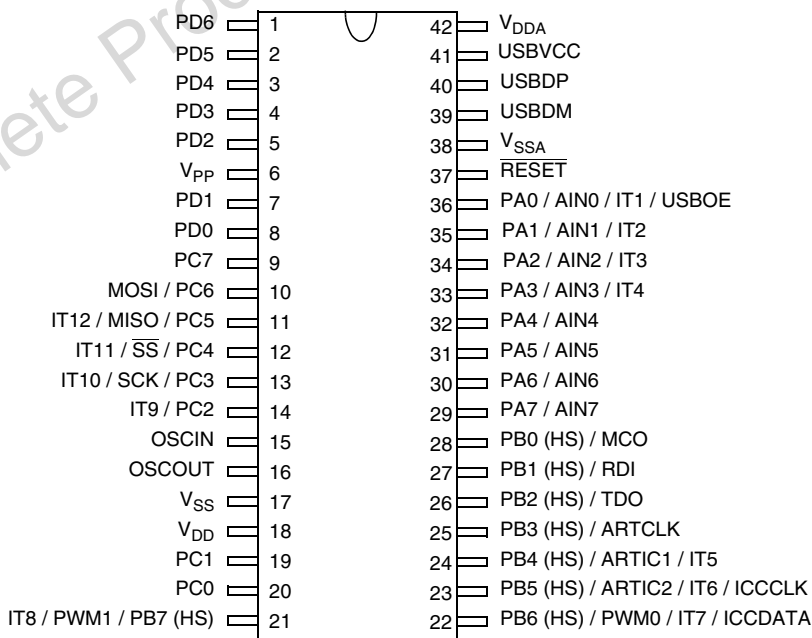 PD6 1 42 VDDA
PD5 2 41 USBVCC
PD4 3 40 USBDP
PD3 4 39 USBDM
PD2 5 38 VSSA
VPP 6 37 RESET
PD1 7 36 PA0 / AIN0 / IT1 / USBOE
PD0 8 35 PA1 / AIN1 / IT2
PC7 9 34 PA2 / AIN2 / IT3
MOSI / PC6 10 33 PA3 / AIN3 / IT4
IT12 / MISO / PC5 11 32 PA4 / AIN4
IT11 / SS / PC4 12 31 PA5 / AIN5
IT10 / SCK / PC3 13 30 PA6 / AIN6
IT9 / PC2 14 29 PA7 / AIN7
OSCIN 15 28 PB0 (HS) / MCO
OSCOUT 16 27 PB1 (HS) / RDI
VSS 17 26 PB2 (HS) / TDO
VDD 18 25 PB3 (HS) / ARTCLK
PC1 19 24 PB4 (HS) / ARTIC1 / IT5
PC0 20 23 PB5 (HS) / ARTIC2 / IT6 / ICCCLK
IT8 / PWM1 / PB7 (HS) 21 22 PB6 (HS) / PWM0 / IT7 / ICCDATA